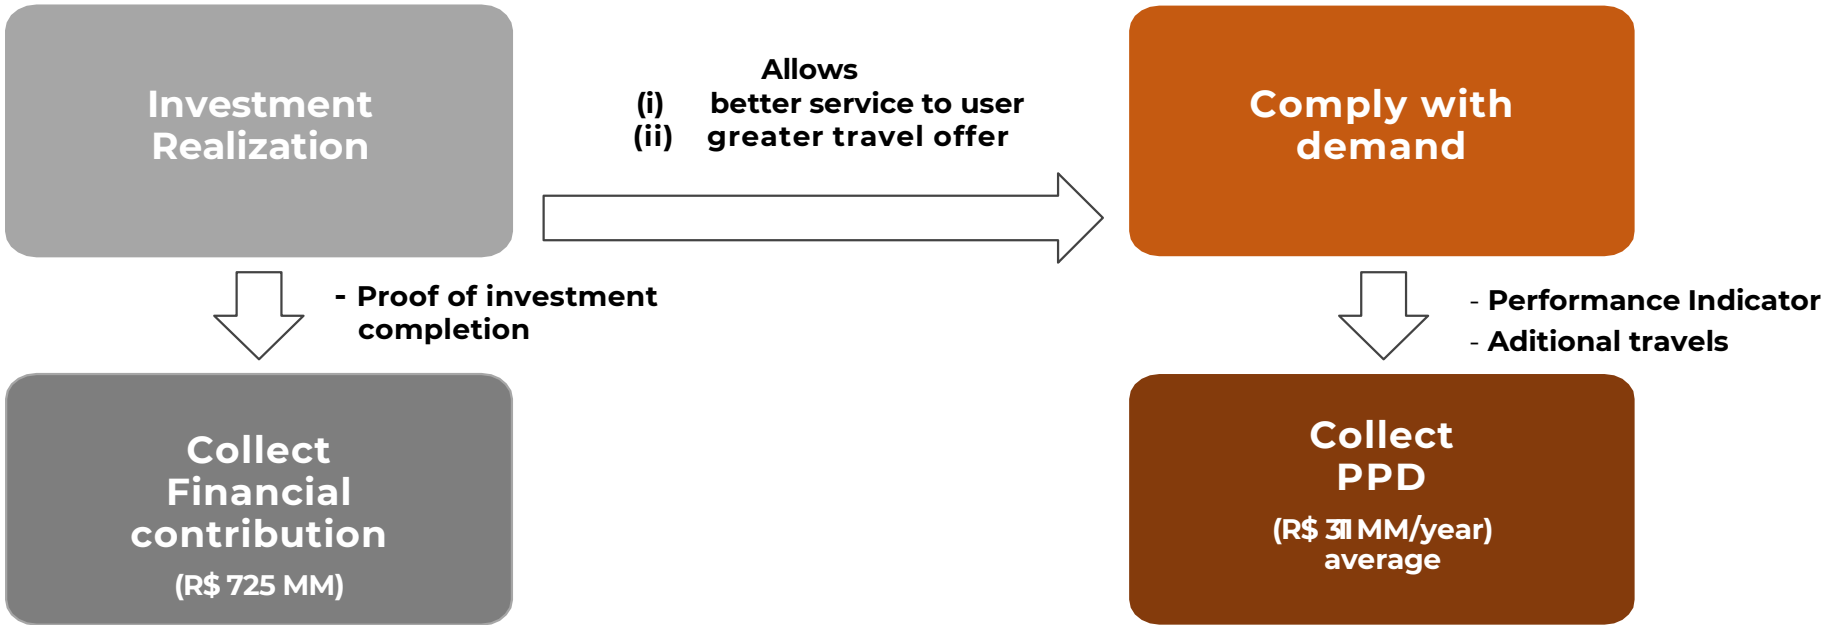 Investment
Realization
Allows
(i) better service to user
(ii) greater travel offer
Comply with
demand
- Proof of investment
completion
- Performance Indicator
- Aditional travels
Collect
Financial
contribution
(R$ 725 MM)
Collect
PPD
(R$ MM/year)
average